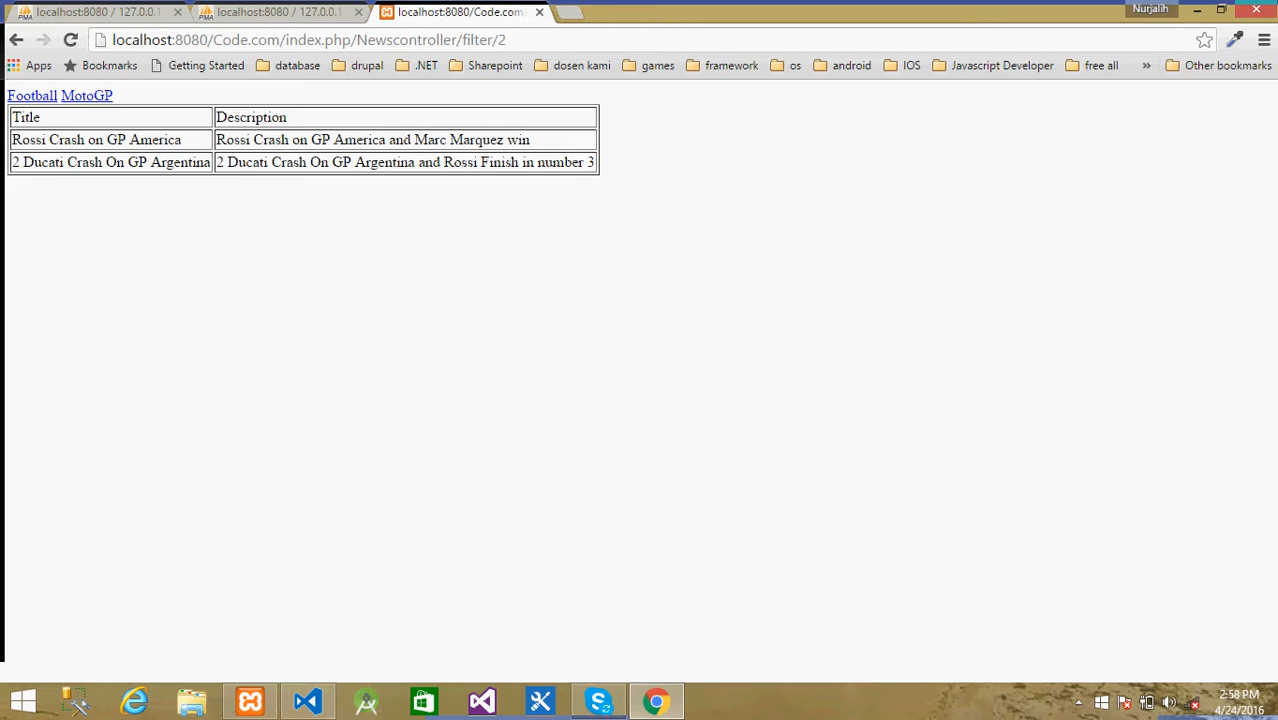 localhost:8080 / 127.0.0.1 localhost:8080 / 127.0.0.1 localhost:8080/Code.com/ Nurjalih
localhost:8080/Code.com/index.php/Newscontroller/filter/2
Apps Bookmarks Getting Started database drupal .NET Sharepoint dosen kami games framework os android IOS Javascript Developer free all » Other bookmarks
Football MotoGP
Title Description
Rossi Crash on GP America Rossi Crash on GP America and Marc Marquez win
2 Ducati Crash On GP Argentina 2 Ducati Crash On GP Argentina and Rossi Finish in number 3
2:58 PM
4/24/2016